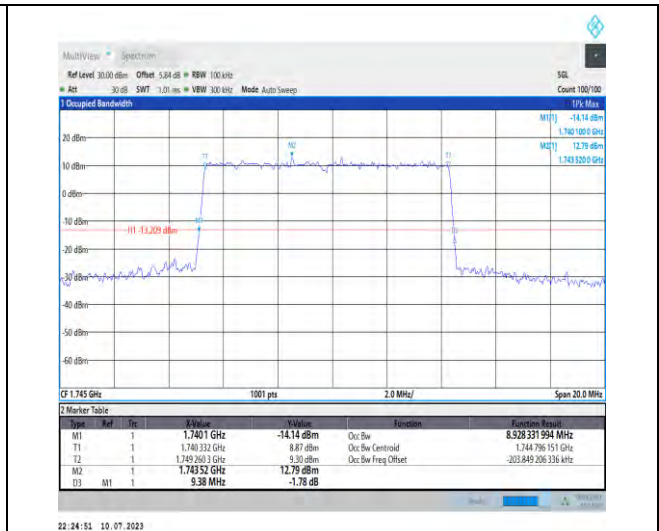 MultiView Spectrum
Ref Level 30.00 dBm Offset 5.84 dB RBW 100 kHz SGL
Att 30 dB SWT 1.01 ms VBW 300 kHz Mode Auto Sweep Count 100/100
1 Occupied Bandwidth 1Pk Max
M1[1] -14.14 dBm
1.740 100 0 GHz
M2[1] 12.79 dBm
1.743 520 0 GHz
20 dBm
M2
10 dBm
0 dBm
-10 dBm
H1 -13.209 dBm
-20 dBm
-30 dBm
-40 dBm
-50 dBm
-60 dBm
CF 1.745 GHz 1001 pts 2.0 MHz/ Span 20.0 MHz
2 Marker Table
Type Ref Trc X-Value Y-Value Function Function Result
M1 1 1.7401 GHz -14.14 dBm Occ Bw 8.928 331 994 MHz
T1 1 1.740 332 GHz 8.87 dBm Occ Bw Centroid 1.744 796 151 GHz
T2 1 1.749 260 3 GHz 9.30 dBm Occ Bw Freq Offset -203.849 206 336 kHz
M2 1 1.743 52 GHz 12.79 dBm
D3 M1 1 9.38 MHz -1.78 dB
22:24:51 10.07.2023